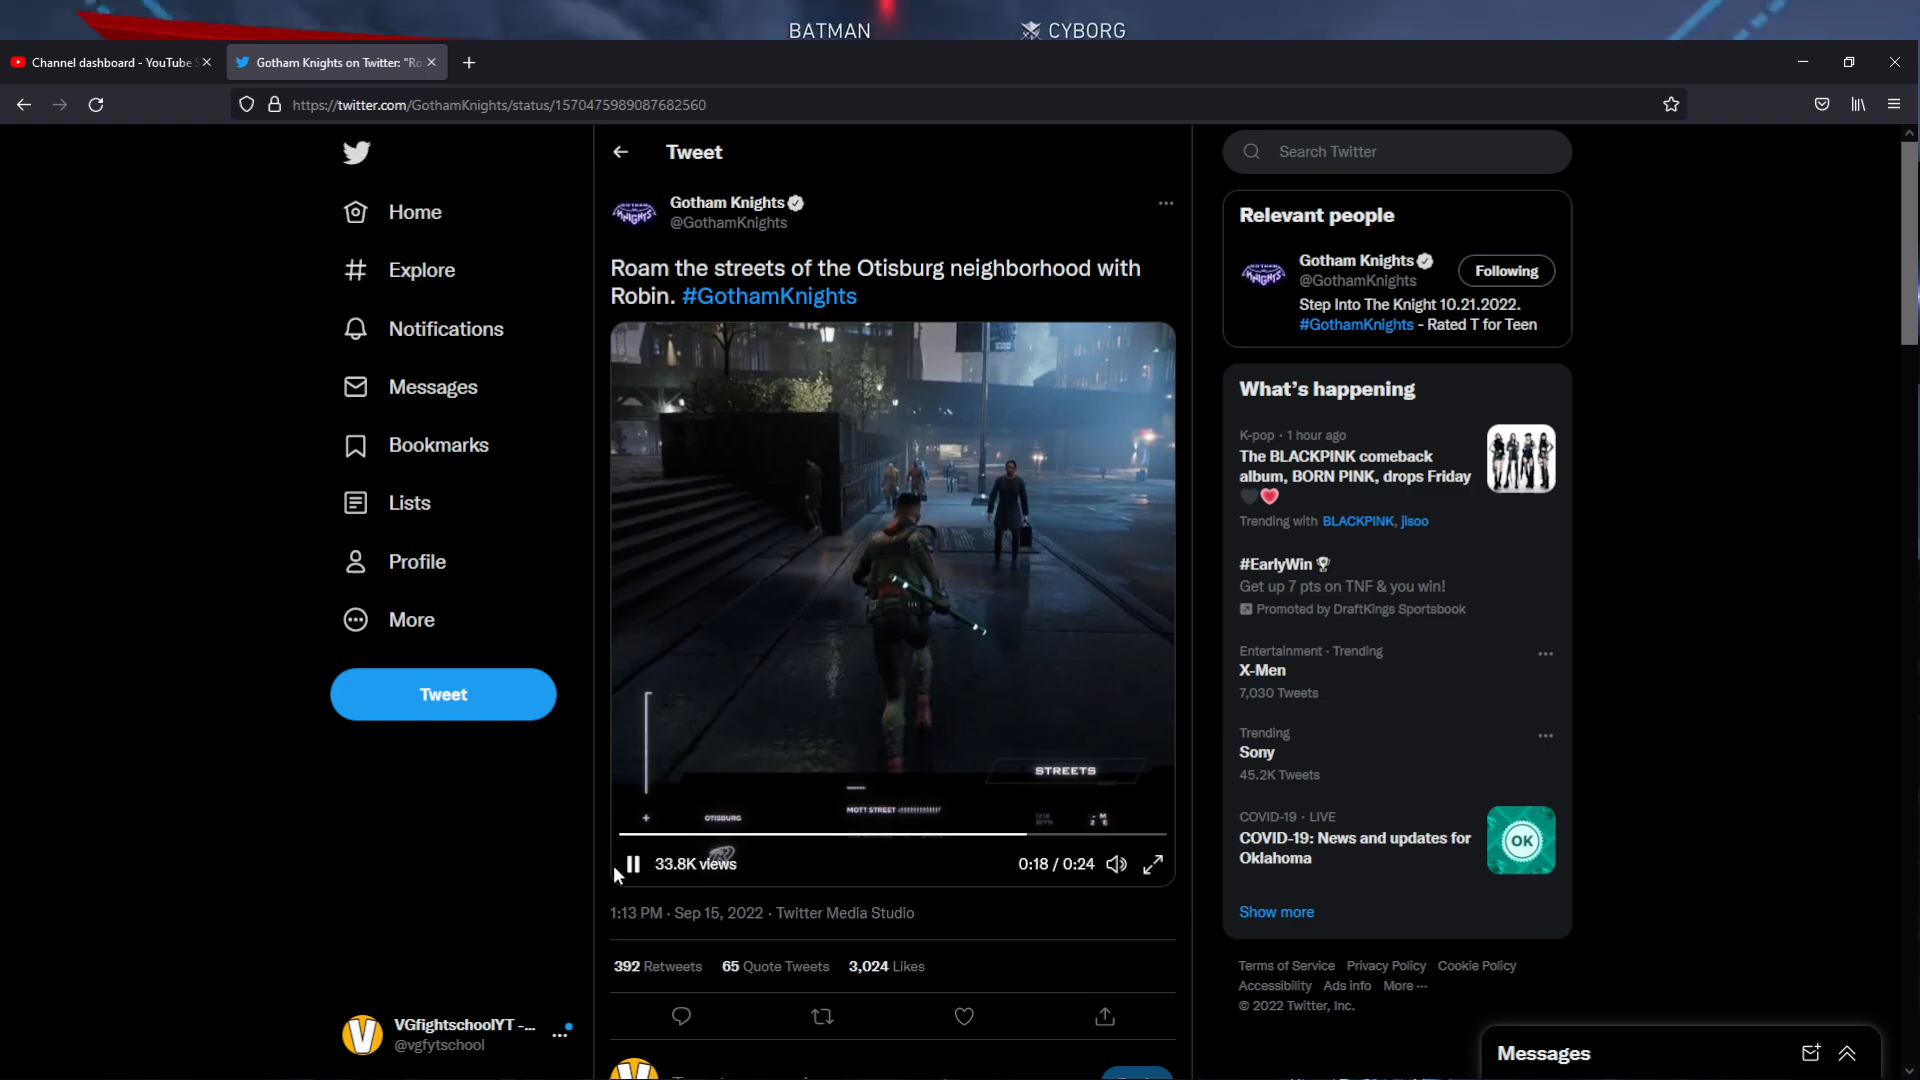 BATMAN
CYBORG
Channel dashboard - YouTube S
Gotham Knights on Twitter: "Ro
https://twitter.com/GothamKnights/status/1570475989087682560
Home
Explore
Notifications
Messages
Bookmarks
Lists
Profile
More
Tweet
VGfightschoolYT -...
@vgfytschool
Tweet
Gotham Knights
@GothamKnights
Roam the streets of the Otisburg neighborhood with
Robin. #GothamKnights
STREETS
MOTT STREET
OTISBURG
33.8K views
0:18 / 0:24
1:13 PM · Sep 15, 2022 · Twitter Media Studio
392 Retweets 65 Quote Tweets 3,024 Likes
Search Twitter
Relevant people
GOTHAM KNIGHTS
Gotham Knights
@GothamKnights
Following
Step Into The Knight 10.21.2022.
#GothamKnights - Rated T for Teen
What's happening
K-pop · 1 hour ago
The BLACKPINK comeback
album, BORN PINK, drops Friday
🖤💗
Trending with BLACKPINK, jisoo
#EarlyWin🏆
Get up 7 pts on TNF & you win!
Promoted by DraftKings Sportsbook
Entertainment · Trending
X-Men
7,030 Tweets
Trending
Sony
45.2K Tweets
COVID-19 · LIVE
COVID-19: News and updates for
Oklahoma
OK
Show more
Terms of Service Privacy Policy Cookie Policy
Accessibility Ads info More ···
© 2022 Twitter, Inc.
Messages